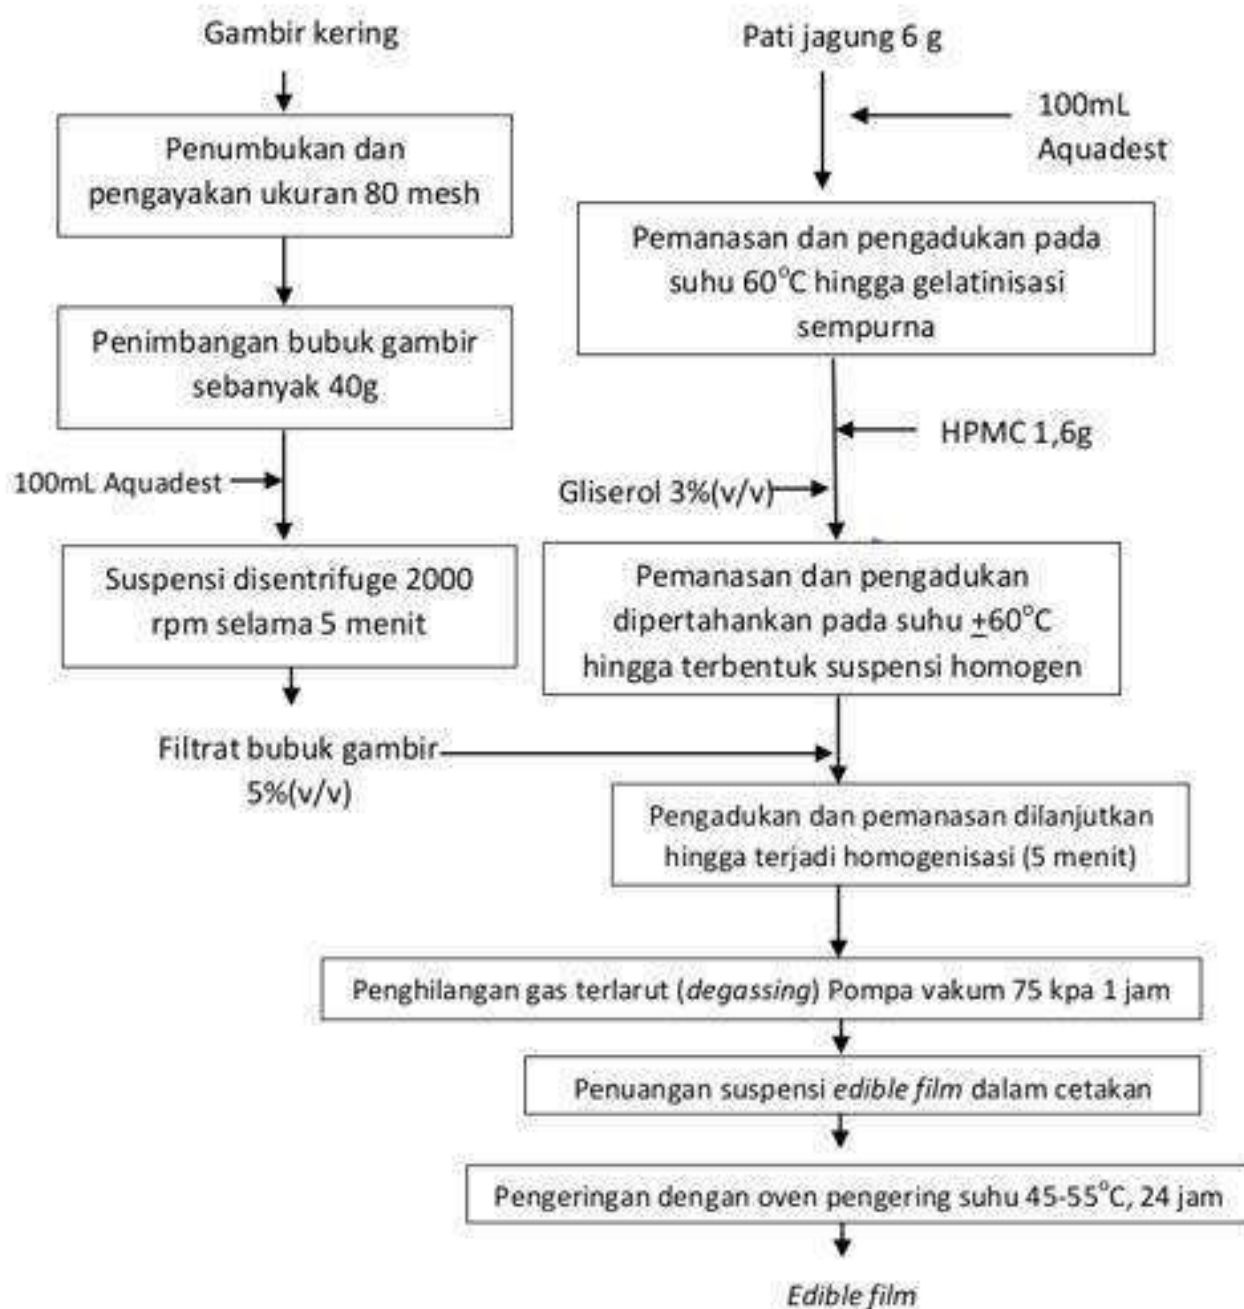 Gambir kering
Penumbukan dan
pengayakan ukuran 80 mesh
Penimbangan bubuk gambir
sebanyak 40g
100mL Aquadest
Suspensi disentrifuge 2000
rpm selama 5 menit
Filtrat bubuk gambir
5%(v/v)
Pati jagung 6 g
100mL
Aquadest
Pemanasan dan pengadukan pada
suhu 60°C hingga gelatinisasi
sempurna
HPMC 1,6g
Gliserol 3%(v/v)
Pemanasan dan pengadukan
dipertahankan pada suhu ±60°C
hingga terbentuk suspensi homogen
Pengadukan dan pemanasan dilanjutkan
hingga terjadi homogenisasi (5 menit)
Penghilangan gas terlarut (degassing) Pompa vakum 75 kpa 1 jam
Penuangan suspensi edible film dalam cetakan
Pengeringan dengan oven pengering suhu 45-55°C, 24 jam
Edible film